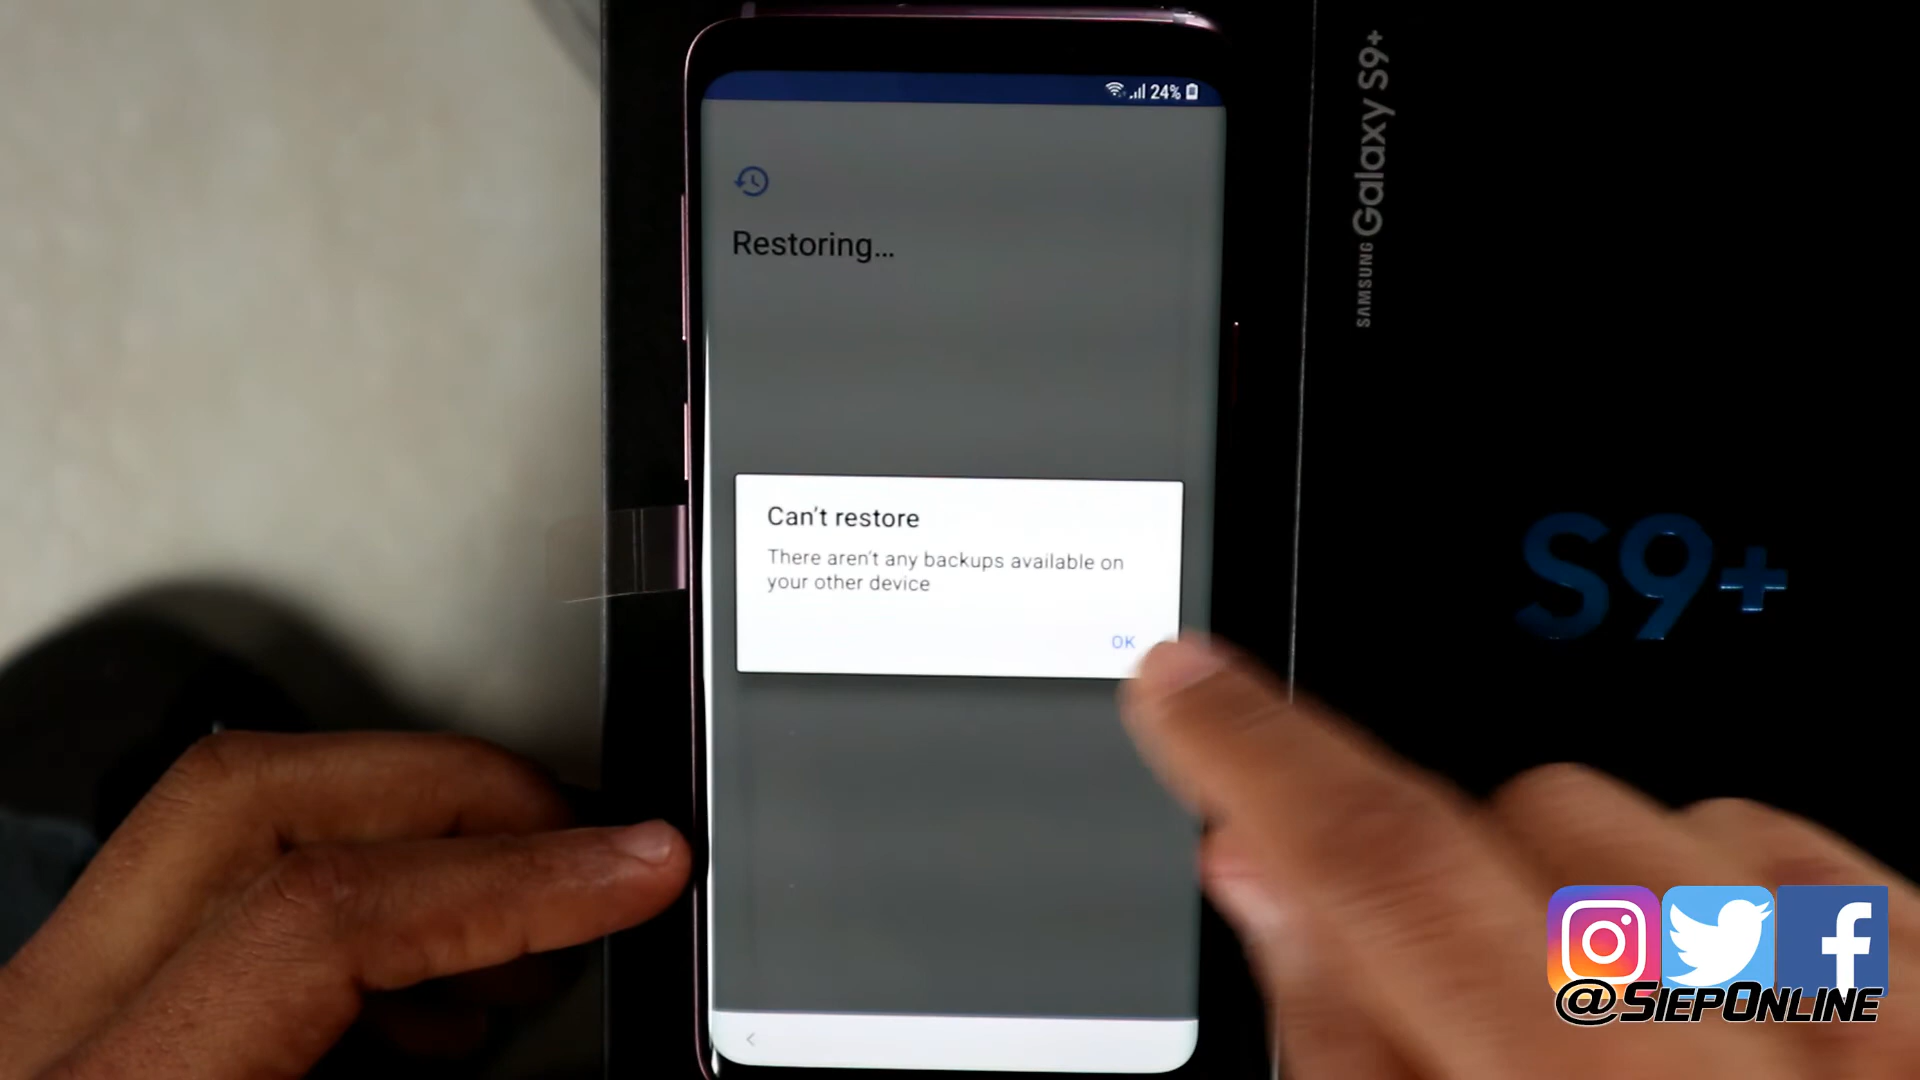 24%
Restoring...
Can't restore
There aren't any backups available on
your other device
OK
SAMSUNG Galaxy S9+
S9+
@SiepOnline